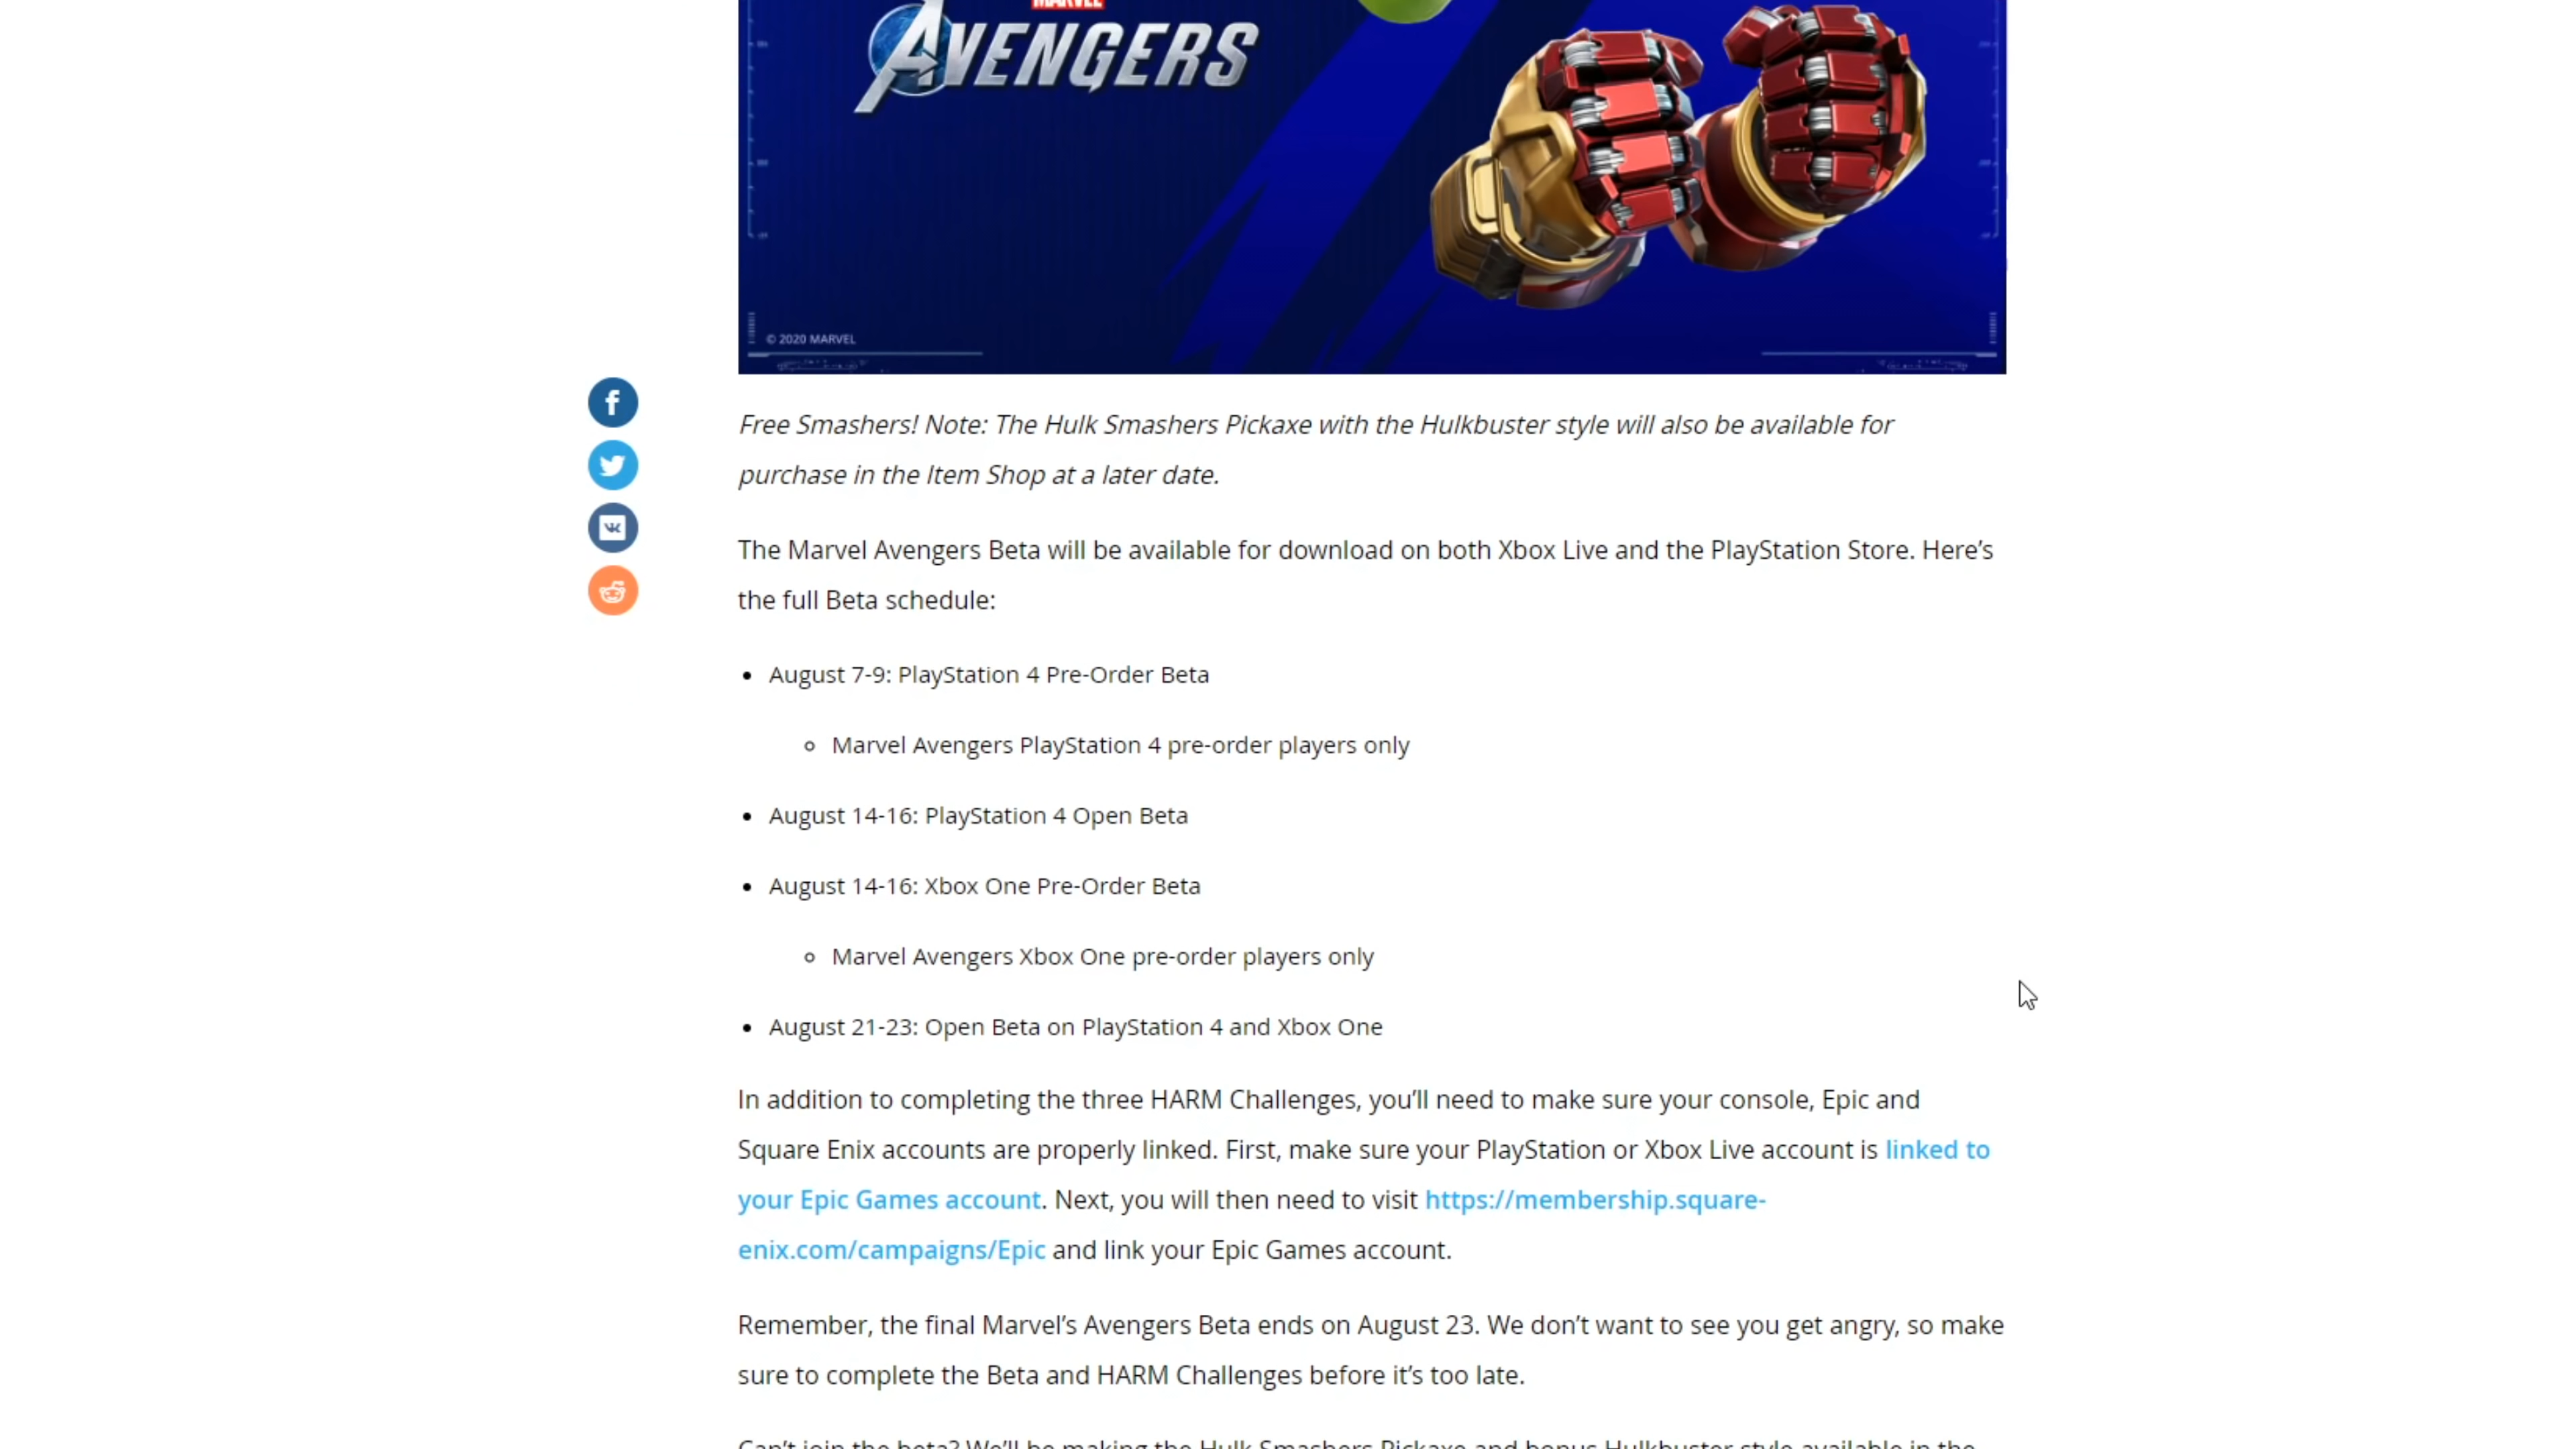 MARVEL
AVENGERS
© 2020 MARVEL
Free Smashers! Note: The Hulk Smashers Pickaxe with the Hulkbuster style will also be available for
purchase in the Item Shop at a later date.
The Marvel Avengers Beta will be available for download on both Xbox Live and the PlayStation Store. Here’s
the full Beta schedule:
• August 7-9: PlayStation 4 Pre-Order Beta
◦ Marvel Avengers PlayStation 4 pre-order players only
• August 14-16: PlayStation 4 Open Beta
• August 14-16: Xbox One Pre-Order Beta
◦ Marvel Avengers Xbox One pre-order players only
• August 21-23: Open Beta on PlayStation 4 and Xbox One
In addition to completing the three HARM Challenges, you’ll need to make sure your console, Epic and
Square Enix accounts are properly linked. First, make sure your PlayStation or Xbox Live account is linked to
your Epic Games account. Next, you will then need to visit https://membership.square-
enix.com/campaigns/Epic and link your Epic Games account.
Remember, the final Marvel’s Avengers Beta ends on August 23. We don’t want to see you get angry, so make
sure to complete the Beta and HARM Challenges before it’s too late.
Can’t join the beta? We’ll be making the Hulk Smashers Pickaxe and bonus Hulkbuster style available in the